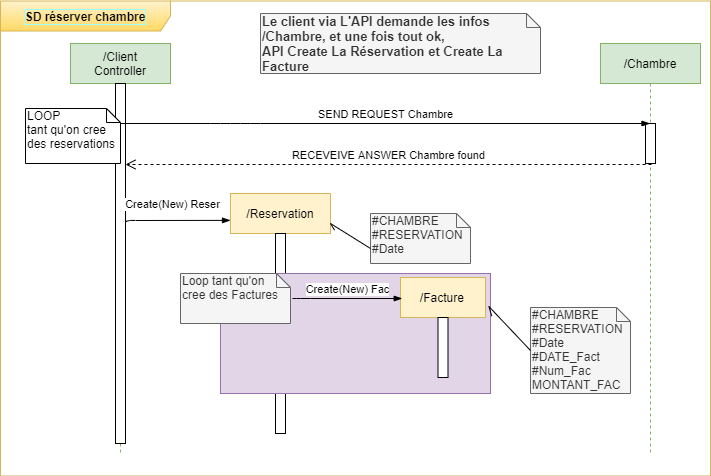 SD réserver chambre
Le client via L'API demande les infos
/Chambre, et une fois tout ok,
API Create La Réservation et Create La
Facture
/Client
Controller
/Chambre
LOOP
tant qu'on cree
des reservations
SEND REQUEST Chambre
RECEVEIVE ANSWER Chambre found
Create(New) Reser
/Reservation
#CHAMBRE
#RESERVATION
#Date
Loop tant qu'on
cree des Factures
Create(New) Fac
/Facture
#CHAMBRE
#RESERVATION
#Date
#DATE_Fact
#Num_Fac
MONTANT_FAC